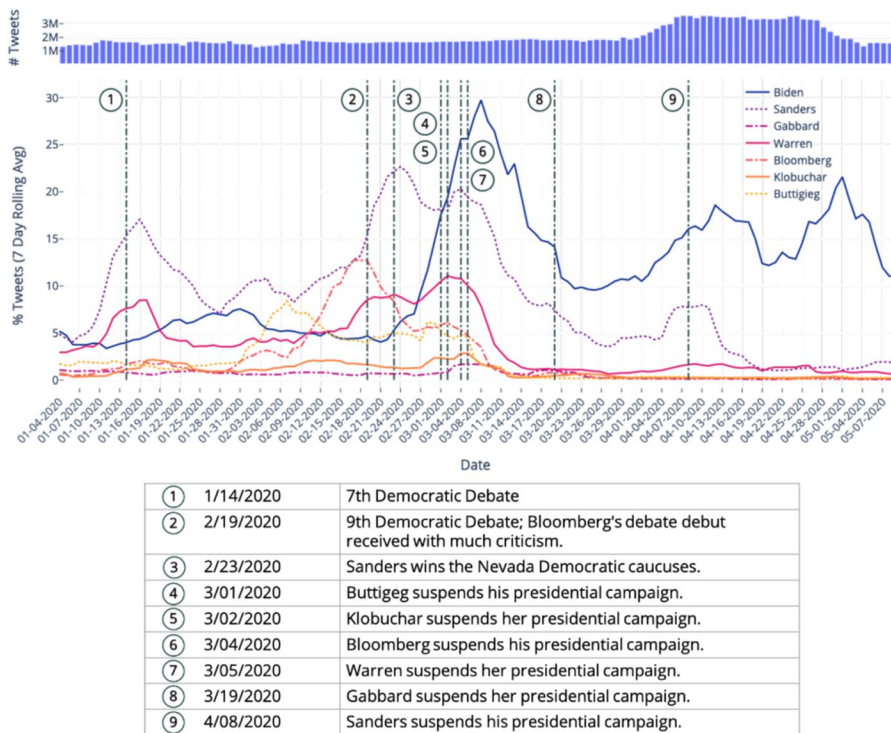 # Tweets
3M
2M
1M
% Tweets (7 Day Rolling Avg)
30
25
20
15
10
5
0
1
2
3
4
5
6
7
8
9
Biden
Sanders
Gabbard
Warren
Bloomberg
Klobuchar
Buttigieg
01-04-2020
01-07-2020
01-10-2020
01-13-2020
01-16-2020
01-19-2020
01-22-2020
01-25-2020
01-28-2020
01-31-2020
02-03-2020
02-06-2020
02-09-2020
02-12-2020
02-15-2020
02-18-2020
02-21-2020
02-24-2020
02-27-2020
03-01-2020
03-04-2020
03-08-2020
03-11-2020
03-14-2020
03-17-2020
03-20-2020
03-23-2020
03-26-2020
03-29-2020
04-01-2020
04-04-2020
04-07-2020
04-10-2020
04-13-2020
04-16-2020
04-19-2020
04-22-2020
04-25-2020
04-28-2020
05-01-2020
05-04-2020
05-07-2020
Date
1 1/14/2020 7th Democratic Debate
2 2/19/2020 9th Democratic Debate; Bloomberg's debate debut
received with much criticism.
3 2/23/2020 Sanders wins the Nevada Democratic caucuses.
4 3/01/2020 Buttigeg suspends his presidential campaign.
5 3/02/2020 Klobuchar suspends her presidential campaign.
6 3/04/2020 Bloomberg suspends his presidential campaign.
7 3/05/2020 Warren suspends her presidential campaign.
8 3/19/2020 Gabbard suspends her presidential campaign.
9 4/08/2020 Sanders suspends his presidential campaign.